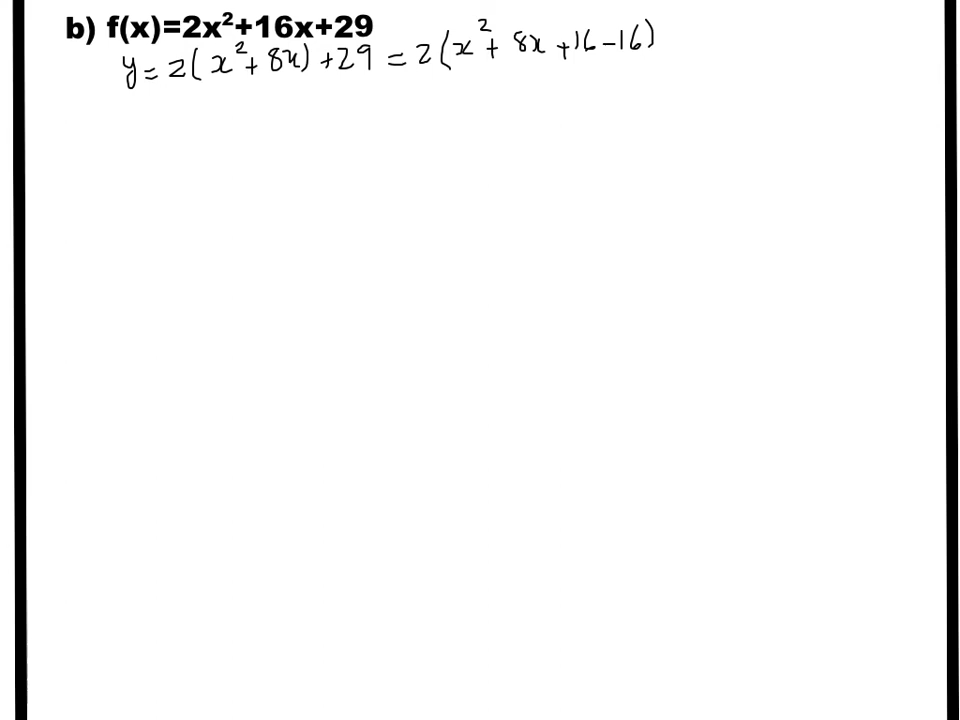 b) f(x)=2x²+16x+29
y = 2(x² + 8x) + 29 = 2(x² + 8x + 16 - 16)